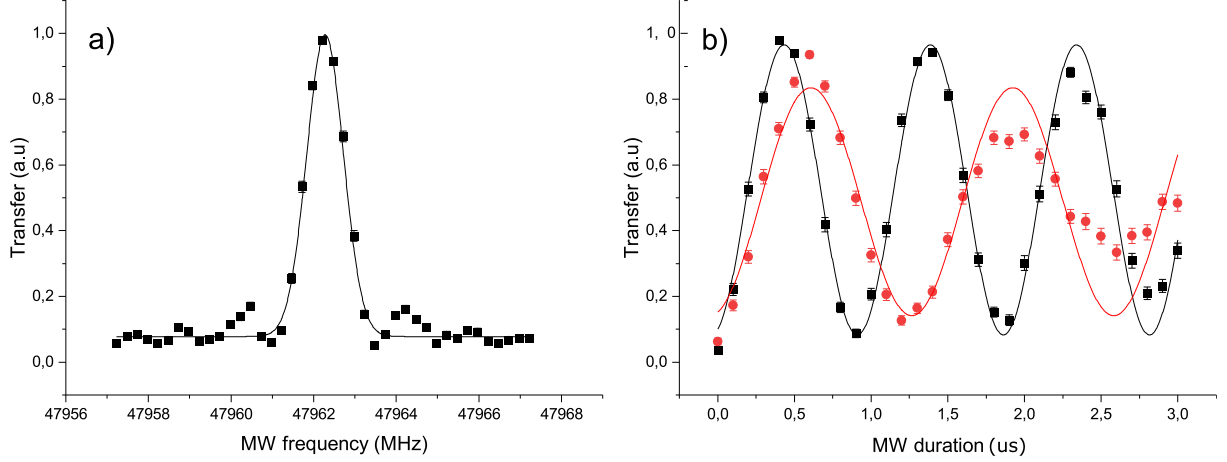 a)
Transfer (a.u)
1,0
0,8
0,6
0,4
0,2
0,0
47956 47958 47960 47962 47964 47966 47968
MW frequency (MHz)
b)
Transfer (a.u)
1, 0
0,8
0,6
0,4
0,2
0,0
0,0 0,5 1,0 1,5 2,0 2,5 3,0
MW duration (us)